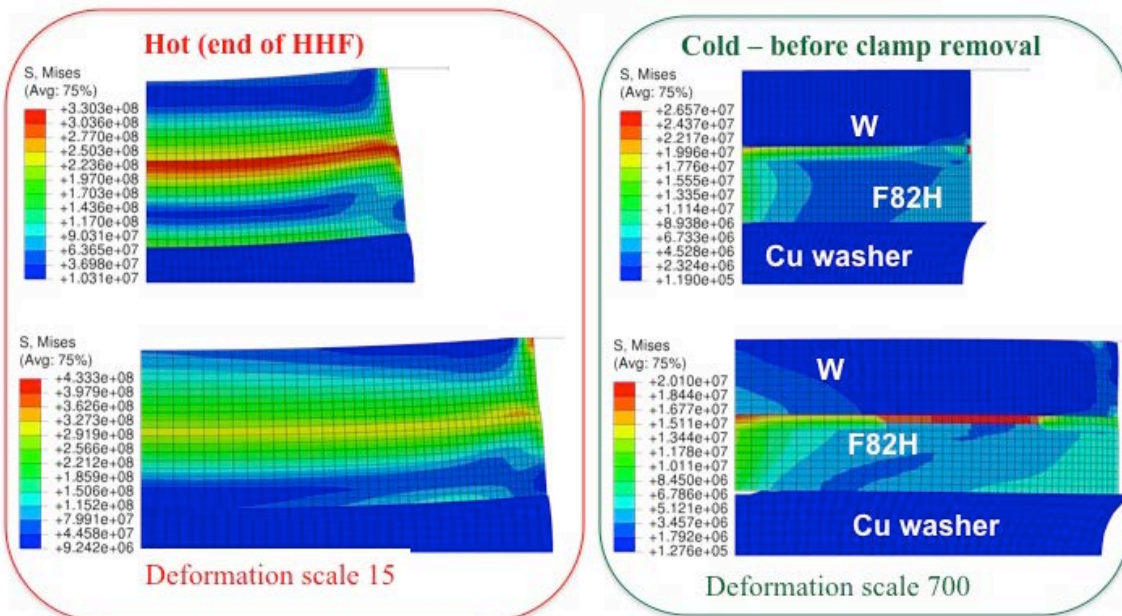 Hot (end of HHF)
S, Mises
(Avg: 75%)
+3.303e+08
+3.036e+08
+2.770e+08
+2.503e+08
+2.236e+08
+1.970e+08
+1.703e+08
+1.436e+08
+1.170e+08
+9.031e+07
+6.365e+07
+3.698e+07
+1.031e+07
S, Mises
(Avg: 75%)
+4.333e+08
+3.979e+08
+3.626e+08
+3.273e+08
+2.919e+08
+2.566e+08
+2.212e+08
+1.859e+08
+1.506e+08
+1.152e+08
+7.991e+07
+4.458e+07
+9.242e+06
Deformation scale 15
Cold – before clamp removal
S, Mises
(Avg: 75%)
+2.657e+07
+2.437e+07
+2.217e+07
+1.996e+07
+1.776e+07
+1.555e+07
+1.335e+07
+1.114e+07
+8.938e+06
+6.733e+06
+4.528e+06
+2.324e+06
+1.190e+05
W
F82H
Cu washer
S, Mises
(Avg: 75%)
+2.010e+07
+1.844e+07
+1.677e+07
+1.511e+07
+1.344e+07
+1.178e+07
+1.011e+07
+8.450e+06
+6.786e+06
+5.121e+06
+3.457e+06
+1.792e+06
+1.276e+05
W
F82H
Cu washer
Deformation scale 700